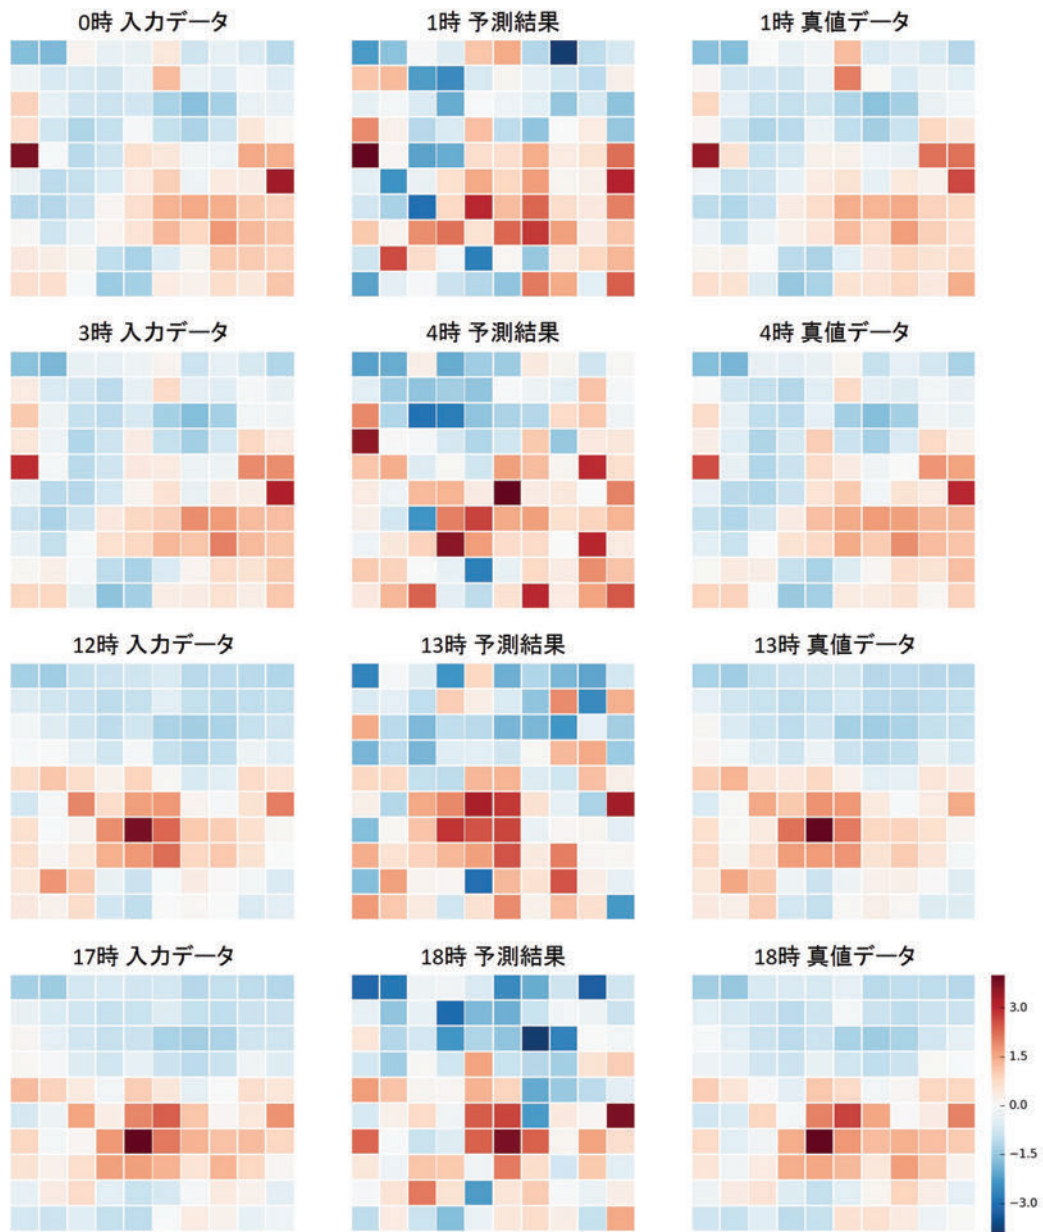 0時 入力データ
1時 予測結果
1時 真値データ
3時 入力データ
4時 予測結果
4時 真値データ
12時 入力データ
13時 予測結果
13時 真値データ
17時 入力データ
18時 予測結果
18時 真値データ
3.0
1.5
0.0
−1.5
−3.0